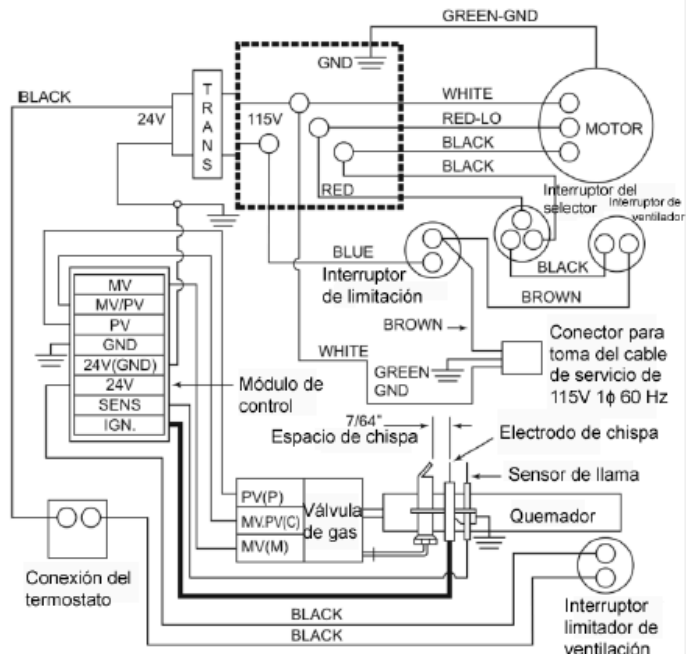 GREEN-GND
GND
BLACK
24V
TRANS
115V
WHITE
RED-LO
BLACK
BLACK
MOTOR
RED
Interruptor del
selector
Interruptor de
ventilador
BLUE
Interruptor
de limitación
BLACK
BROWN
BROWN
MV
MV/PV
PV
GND
24V(GND)
24V
SENS
IGN.
Módulo de
control
WHITE
GREEN
GND
Conector para
toma del cable
de servicio de
115V 1ϕ 60 Hz
7/64"
Espacio de chispa
Electrodo de chispa
Sensor de llama
PV(P)
MV.PV(C)
MV(M)
Válvula
de gas
Quemador
Conexión del
termostato
BLACK
BLACK
Interruptor
limitador de
ventilación